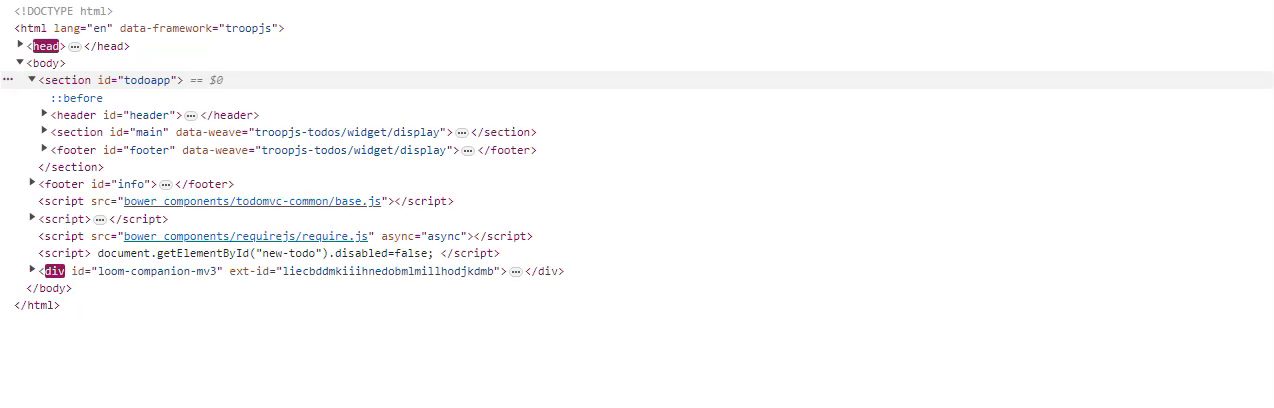 <!DOCTYPE html>
<html lang="en" data-framework="troopjs">
<head>…</head>
<body>
… <section id="todoapp"> == $0
::before
<header id="header">…</header>
<section id="main" data-weave="troopjs-todos/widget/display">…</section>
<footer id="footer" data-weave="troopjs-todos/widget/display">…</footer>
</section>
<footer id="info">…</footer>
<script src="bower_components/todomvc-common/base.js"></script>
<script>…</script>
<script src="bower_components/requirejs/require.js" async="async"></script>
<script> document.getElementById("new-todo").disabled=false; </script>
<div id="loom-companion-mv3" ext-id="liecbddmkiiihnedobmlmillhodjkdmb">…</div>
</body>
</html>